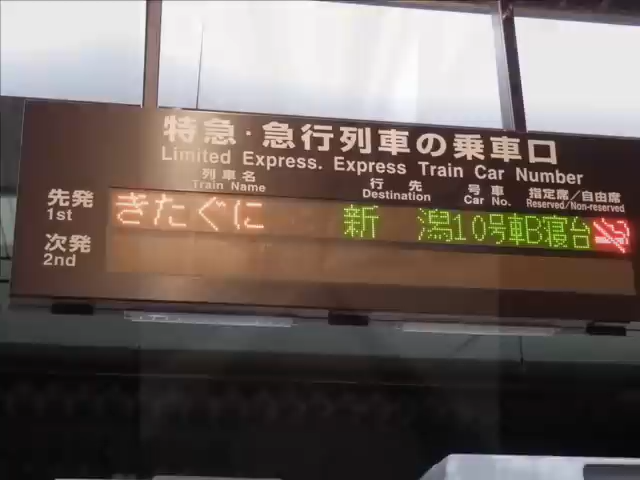 特急・急行列車の乗車口
Limited Express. Express Train Car Number
列車名 行先 号車 指定席/自由席
Train Name Destination Car No. Reserved/Non-reserved
先発 きたぐに 新 潟 10号車B寝台
1st
次発
2nd